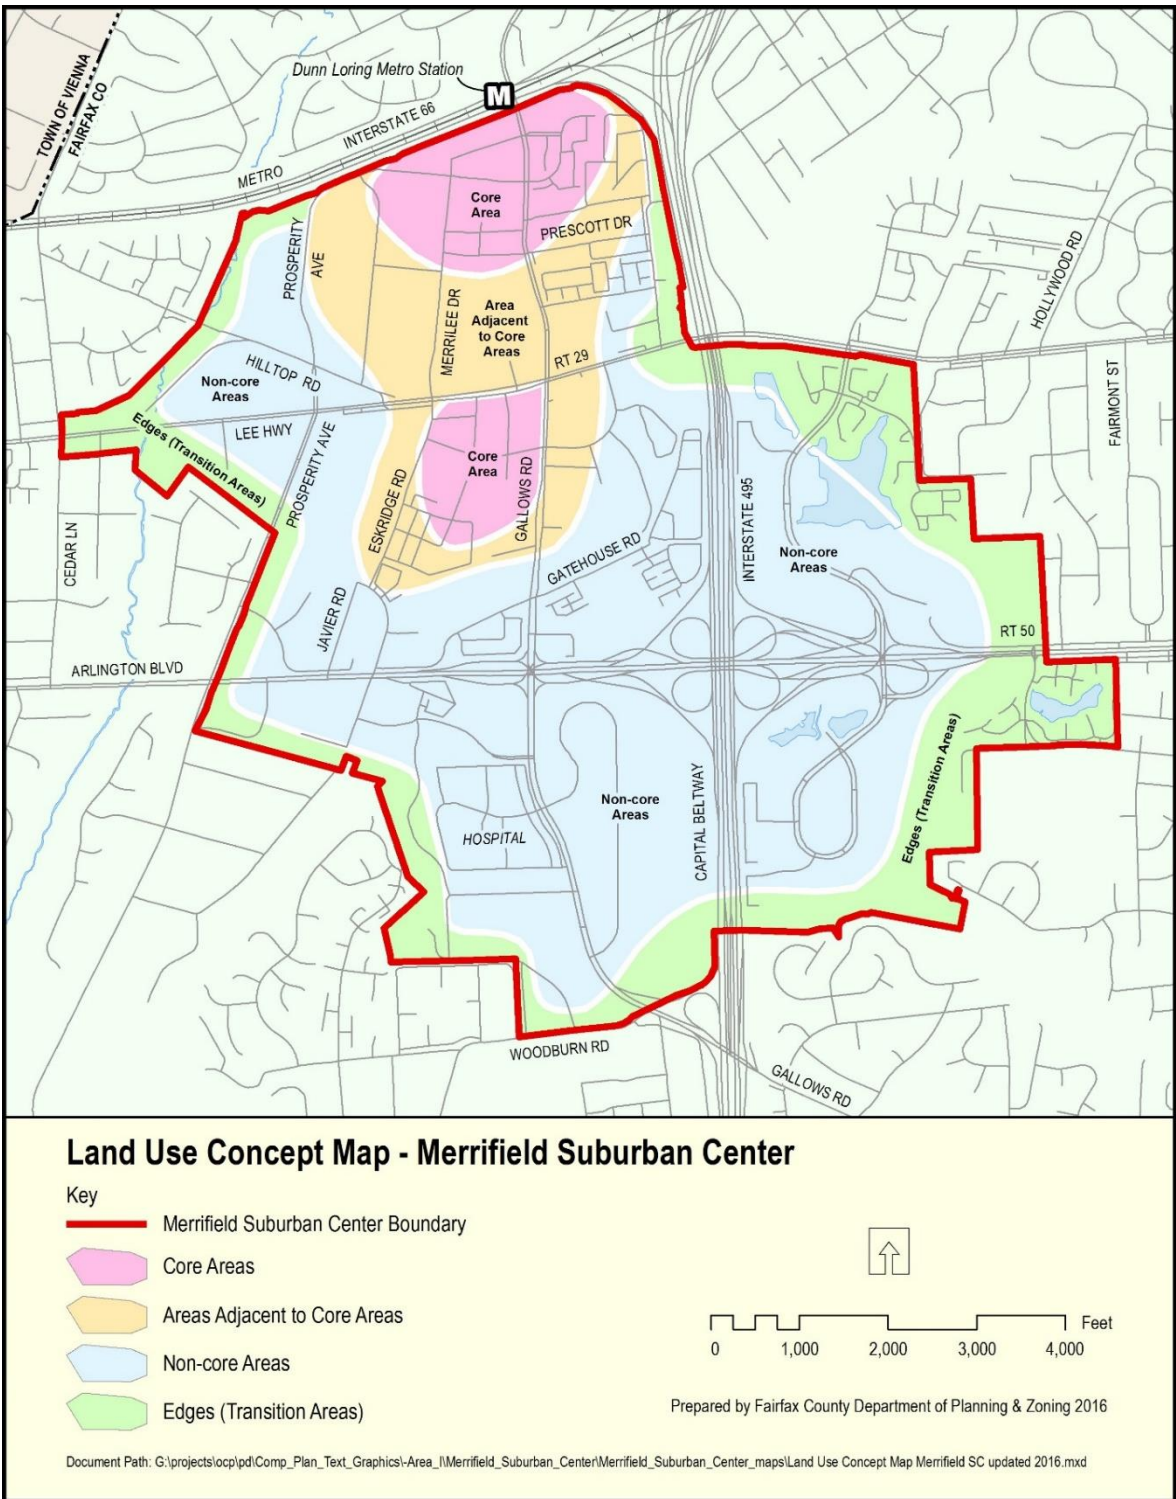 Dunn Loring Metro Station
M
TOWN OF VIENNA
FAIRFAX CO
INTERSTATE 66
METRO
Core
Area
PRESCOTT DR
PROSPERITY
AVE
HOLLYWOOD RD
MERRILEE DR
Area
Adjacent
to Core
Areas
RT 29
HILLTOP RD
Non-core
Areas
FAIRMONT ST
LEE HWY
Edges (Transition Areas)
PROSPERITY AVE
Core
Area
ESKRIDGE RD
GALLOWS RD
INTERSTATE 495
CEDAR LN
GATEHOUSE RD
Non-core
Areas
JAVIER RD
RT 50
ARLINGTON BLVD
Edges (Transition Areas)
CAPITAL BELTWAY
Non-core
Areas
HOSPITAL
WOODBURN RD
GALLOWS RD
Land Use Concept Map - Merrifield Suburban Center
Key
Merrifield Suburban Center Boundary
Core Areas
Areas Adjacent to Core Areas
Non-core Areas
Edges (Transition Areas)
Feet
0 1,000 2,000 3,000 4,000
Prepared by Fairfax County Department of Planning & Zoning 2016
Document Path: G:\projects\ocp\pd\Comp_Plan_Text_Graphics\-Area_I\Merrifield_Suburban_Center\Merrifield_Suburban_Center_maps\Land Use Concept Map Merrifield SC updated 2016.mxd